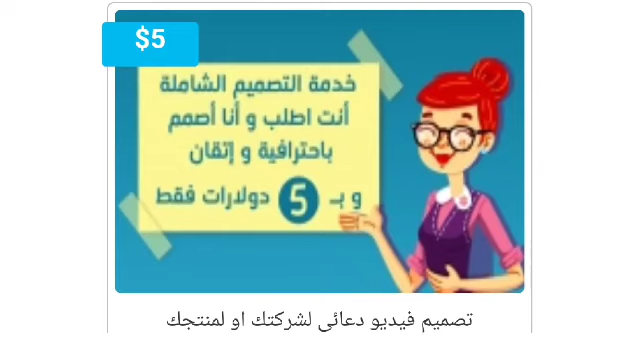 $5
خدمة التصميم الشاملة
أنت اطلب و أنا أصمم
باحترافية و إتقان
و بـ 5 دولارات فقط
تصميم فيديو دعائى لشركتك او لمنتجك